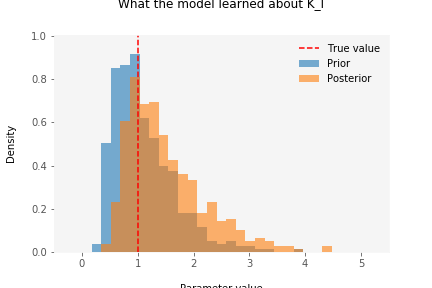 What the model learned about K_I
1.0
True value
Prior
0.8
Posterior
0.6
Density
0.4
0.2
0.0
0 1 2 3 4 5
Parameter value